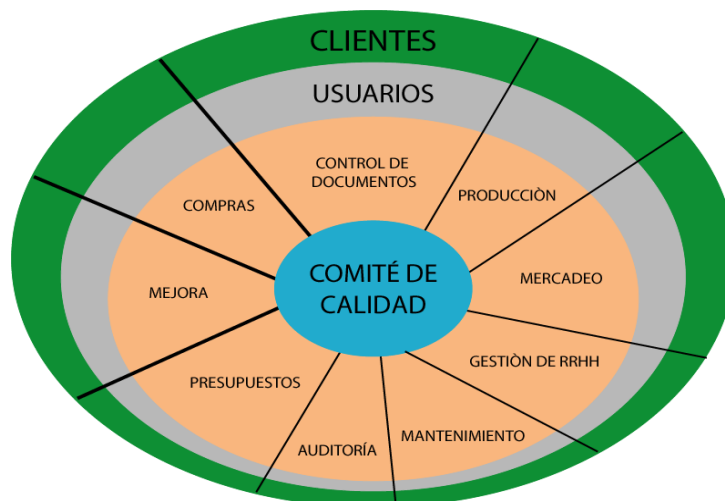 CLIENTES
USUARIOS
CONTROL DE
DOCUMENTOS
COMPRAS
PRODUCCIÒN
COMITÉ DE
CALIDAD
MEJORA
MERCADEO
GESTIÒN DE RRHH
PRESUPUESTOS
MANTENIMIENTO
AUDITORÍA